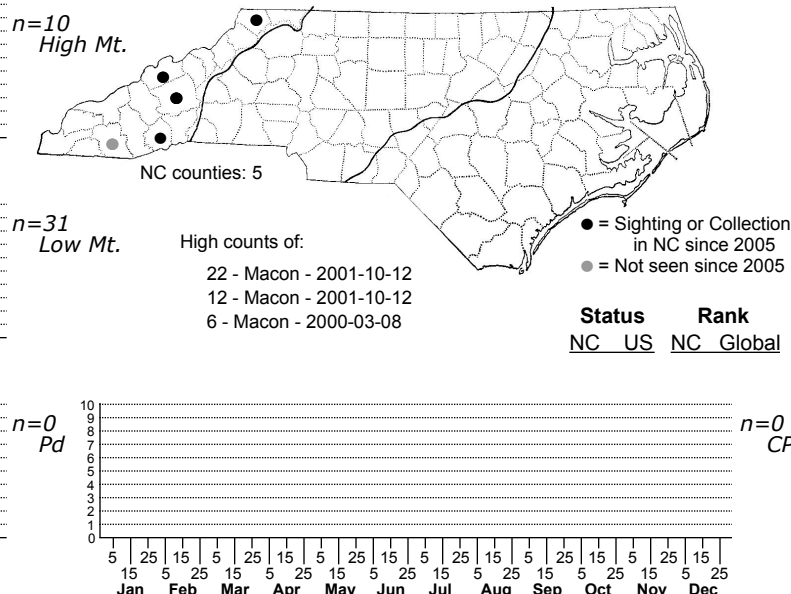 n=10
High Mt.
NC counties: 5
n=31
Low Mt.
High counts of:
22 - Macon - 2001-10-12
12 - Macon - 2001-10-12
6 - Macon - 2000-03-08
● = Sighting or Collection
in NC since 2005
● = Not seen since 2005
Status Rank
NC US NC Global
n=0
Pd
10
9
8
7
6
5
4
3
2
1
0
n=0
CP
5 25 15 5 25 15 5 25 15 5 25 15 5 25 15 5 25 15
15 5 25 15 5 25 15 5 25 15 5 25 15 5 25 15 5 25
Jan Feb Mar Apr May Jun Jul Aug Sep Oct Nov Dec